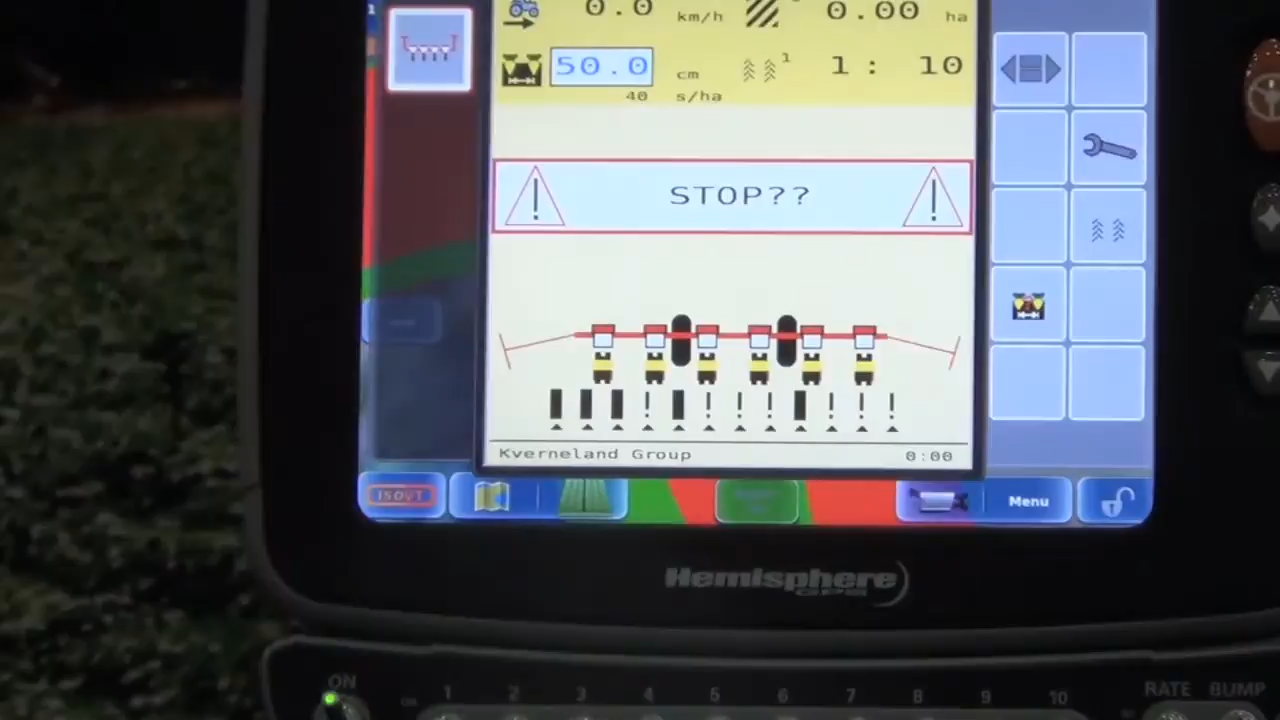 0.0 km/h 0.00 ha
50.0 cm 1 1 : 10
40 s/ha
STOP??
Kverneland Group 0:00
ISOVT Menu
Hemisphere
GPS
ON 1 2 3 4 5 6 7 8 9 10 RATE BUMP